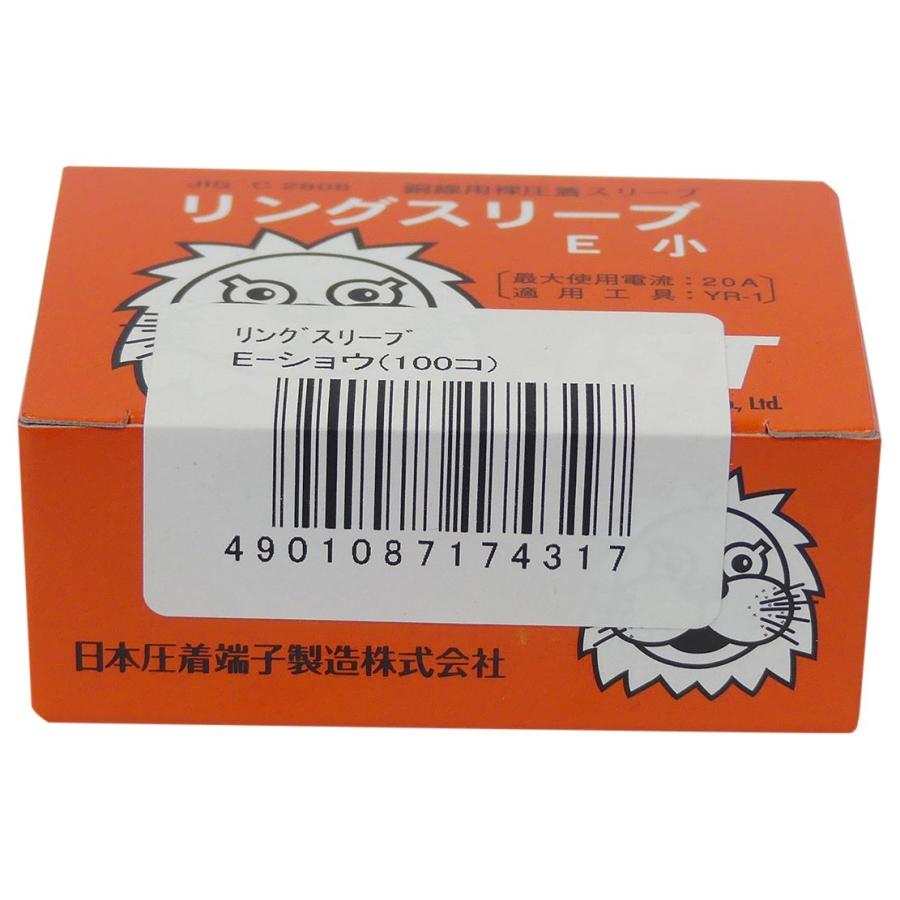 JIS C 2806 銅線用裸圧着スリーブ
リングスリーブ
E 小
最大使用電流：20A
適用工具：YR-1
T
., Ltd.
リングスリーブ
E-ショウ(100コ)
4901087174317
日本圧着端子製造株式会社